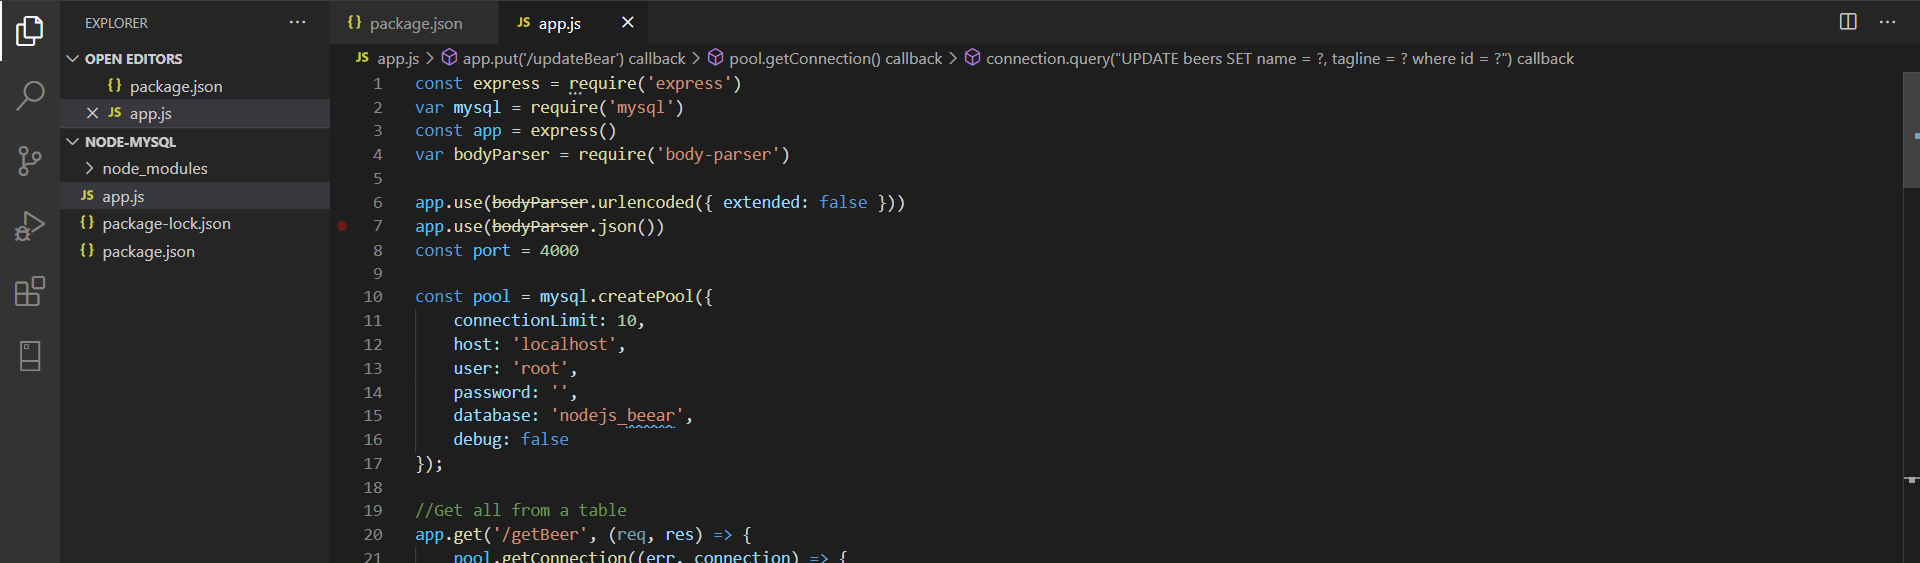 EXPLORER
OPEN EDITORS
{} package.json
JS app.js
NODE-MYSQL
node_modules
JS app.js
{} package-lock.json
{} package.json
{} package.json
JS app.js
JS app.js > app.put('/updateBear') callback > pool.getConnection() callback > connection.query("UPDATE beers SET name = ?, tagline = ? where id = ?") callback
1 const express = require('express')
2 var mysql = require('mysql')
3 const app = express()
4 var bodyParser = require('body-parser')
5
6 app.use(bodyParser.urlencoded({ extended: false }))
7 app.use(bodyParser.json())
8 const port = 4000
9
10 const pool = mysql.createPool({
11 connectionLimit: 10,
12 host: 'localhost',
13 user: 'root',
14 password: '',
15 database: 'nodejs_beear',
16 debug: false
17 });
18
19 //Get all from a table
20 app.get('/getBeer', (req, res) => {
21 pool.getConnection((err, connection) => {